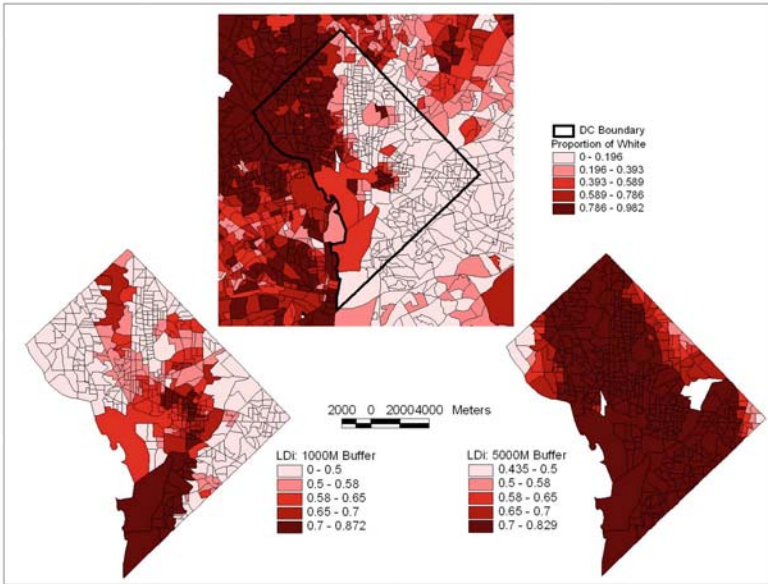 DC Boundary
Proportion of White
0 - 0.196
0.196 - 0.393
0.393 - 0.589
0.589 - 0.786
0.786 - 0.982
2000 0 20004000 Meters
LDi: 1000M Buffer
0 - 0.5
0.5 - 0.58
0.58 - 0.65
0.65 - 0.7
0.7 - 0.872
LDi: 5000M Buffer
0.435 - 0.5
0.5 - 0.58
0.58 - 0.65
0.65 - 0.7
0.7 - 0.829